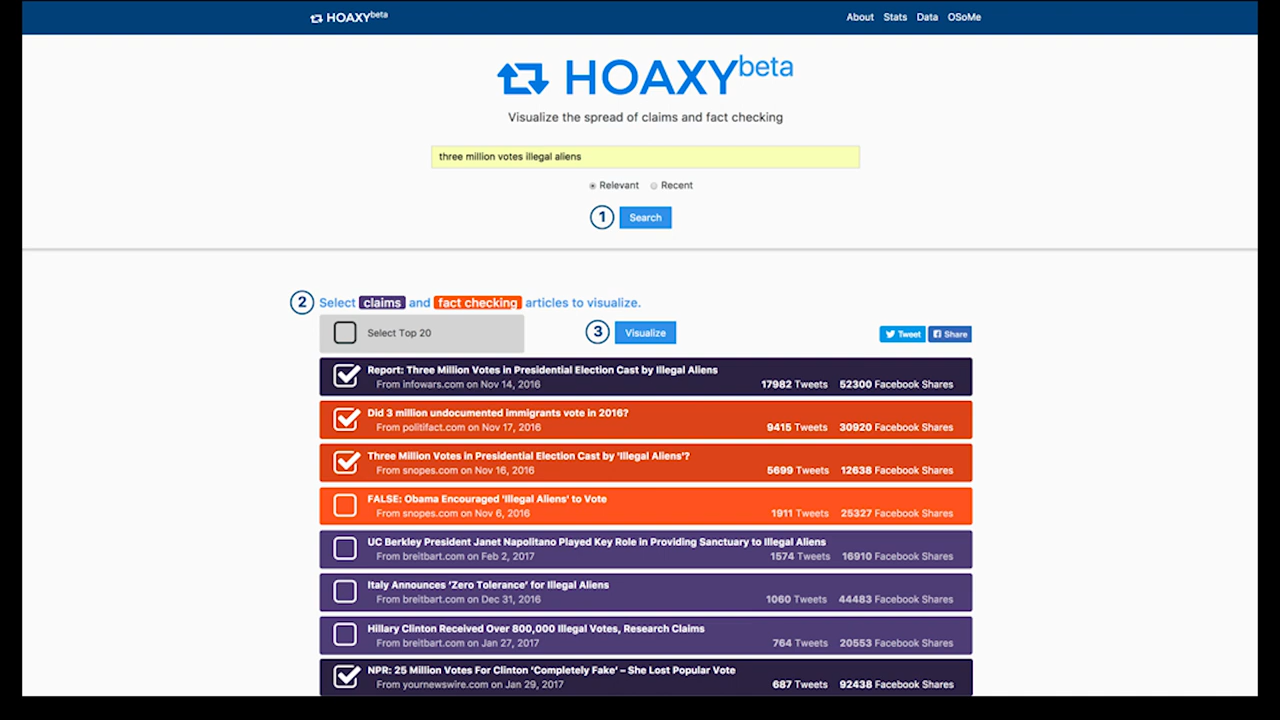 HOAXYbeta About Stats Data OSoMe
HOAXYbeta
Visualize the spread of claims and fact checking
three million votes illegal aliens
Relevant Recent
1 Search
2 Select claims and fact checking articles to visualize.
Select Top 20 3 Visualize Tweet Share
Report: Three Million Votes in Presidential Election Cast by Illegal Aliens
From infowars.com on Nov 14, 2016 17982 Tweets 52300 Facebook Shares
Did 3 million undocumented immigrants vote in 2016?
From politifact.com on Nov 17, 2016 9415 Tweets 30920 Facebook Shares
Three Million Votes in Presidential Election Cast by 'Illegal Aliens'?
From snopes.com on Nov 16, 2016 5699 Tweets 12638 Facebook Shares
FALSE: Obama Encouraged 'Illegal Aliens' to Vote
From snopes.com on Nov 6, 2016 1911 Tweets 25327 Facebook Shares
UC Berkley President Janet Napolitano Played Key Role in Providing Sanctuary to Illegal Aliens
From breitbart.com on Feb 2, 2017 1574 Tweets 16910 Facebook Shares
Italy Announces 'Zero Tolerance' for Illegal Aliens
From breitbart.com on Dec 31, 2016 1060 Tweets 44483 Facebook Shares
Hillary Clinton Received Over 800,000 Illegal Votes, Research Claims
From breitbart.com on Jan 27, 2017 764 Tweets 20553 Facebook Shares
NPR: 25 Million Votes For Clinton 'Completely Fake' – She Lost Popular Vote
From yournewswire.com on Jan 29, 2017 687 Tweets 92438 Facebook Shares